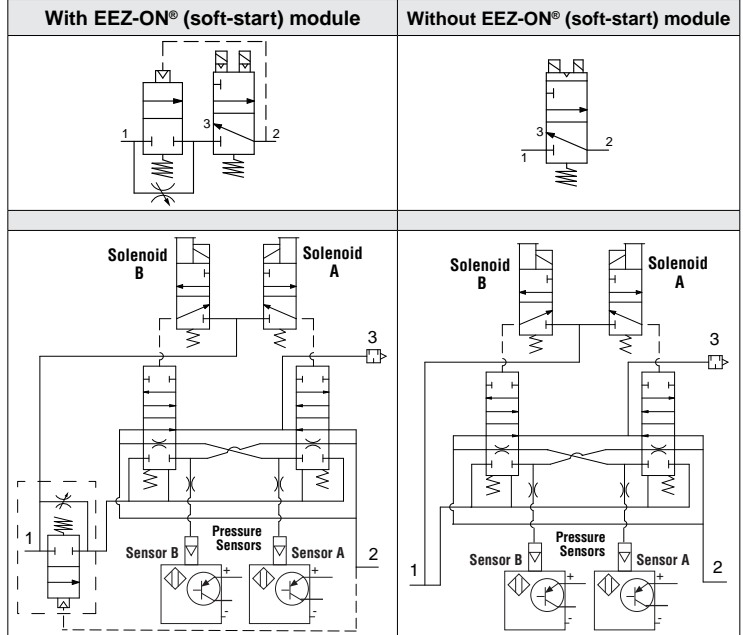 With EEZ-ON® (soft-start) module
Without EEZ-ON® (soft-start) module
1
3
2
1
3
2
Solenoid
B
Solenoid
A
3
1
2
Pressure
Sensors
Sensor B
Sensor A
+
-
+
-
Solenoid
B
Solenoid
A
3
1
2
Pressure
Sensors
Sensor B
Sensor A
+
-
+
-